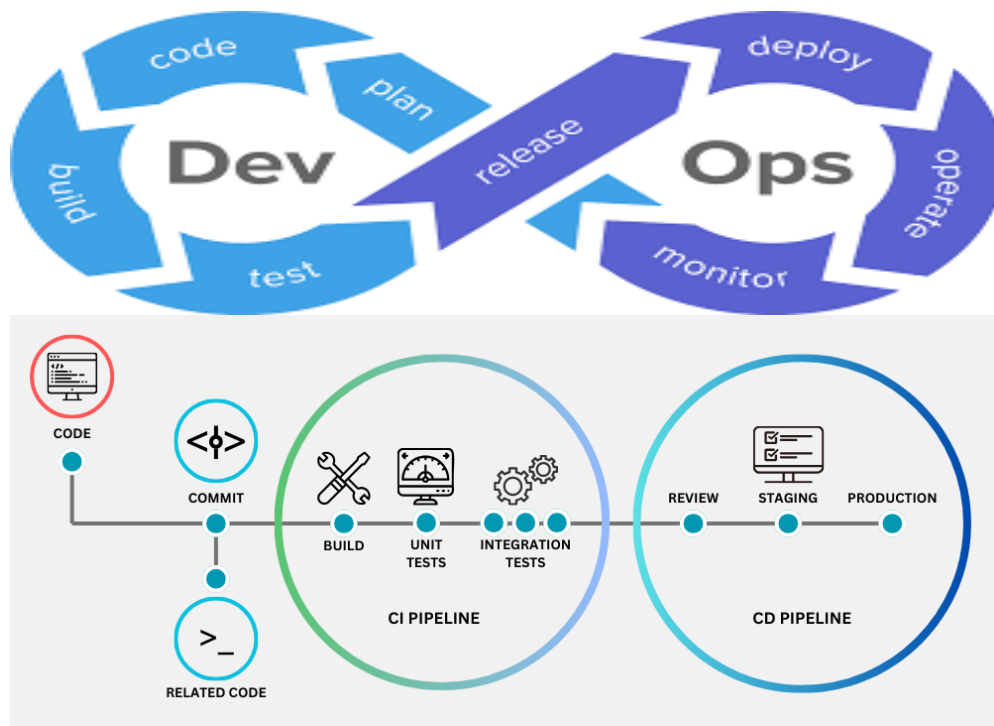 code
plan
build
Dev
test
release
deploy
Ops
operate
monitor
CODE
COMMIT
RELATED CODE
BUILD
UNIT
TESTS
INTEGRATION
TESTS
CI PIPELINE
REVIEW
STAGING
PRODUCTION
CD PIPELINE